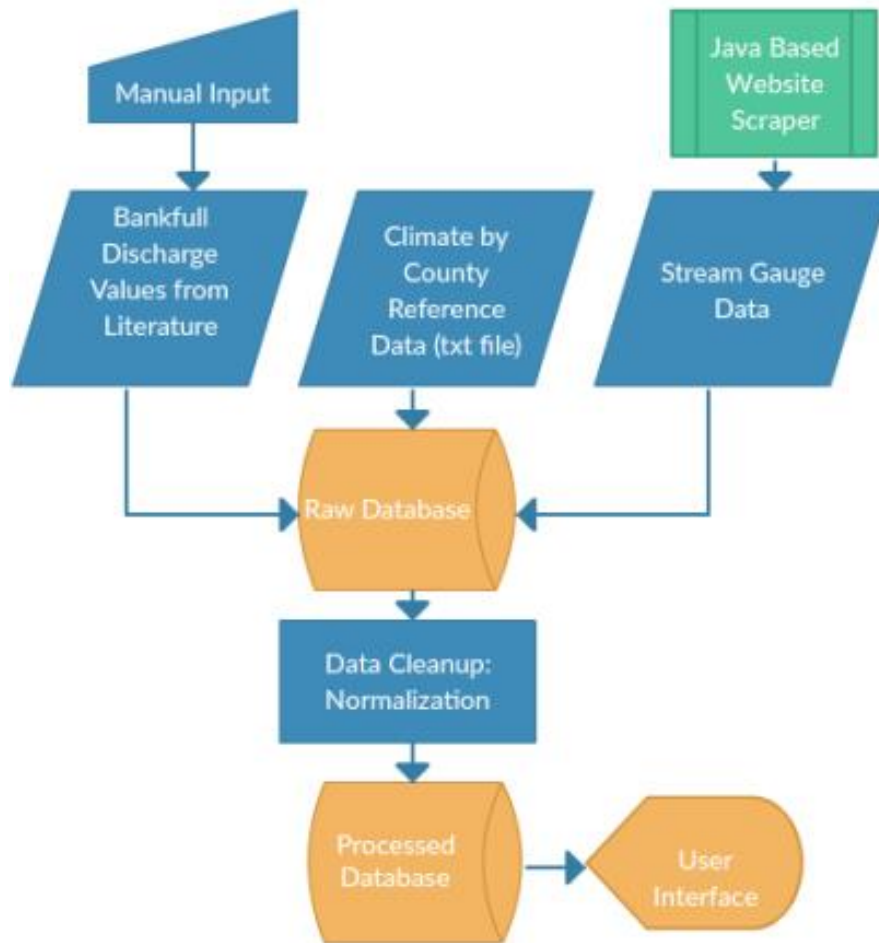 Manual Input
Java Based
Website
Scraper
Bankfull
Discharge
Values from
Literature
Climate by
County
Reference
Data (txt file)
Stream Gauge
Data
Raw Database
Data Cleanup:
Normalization
Processed
Database
User
Interface